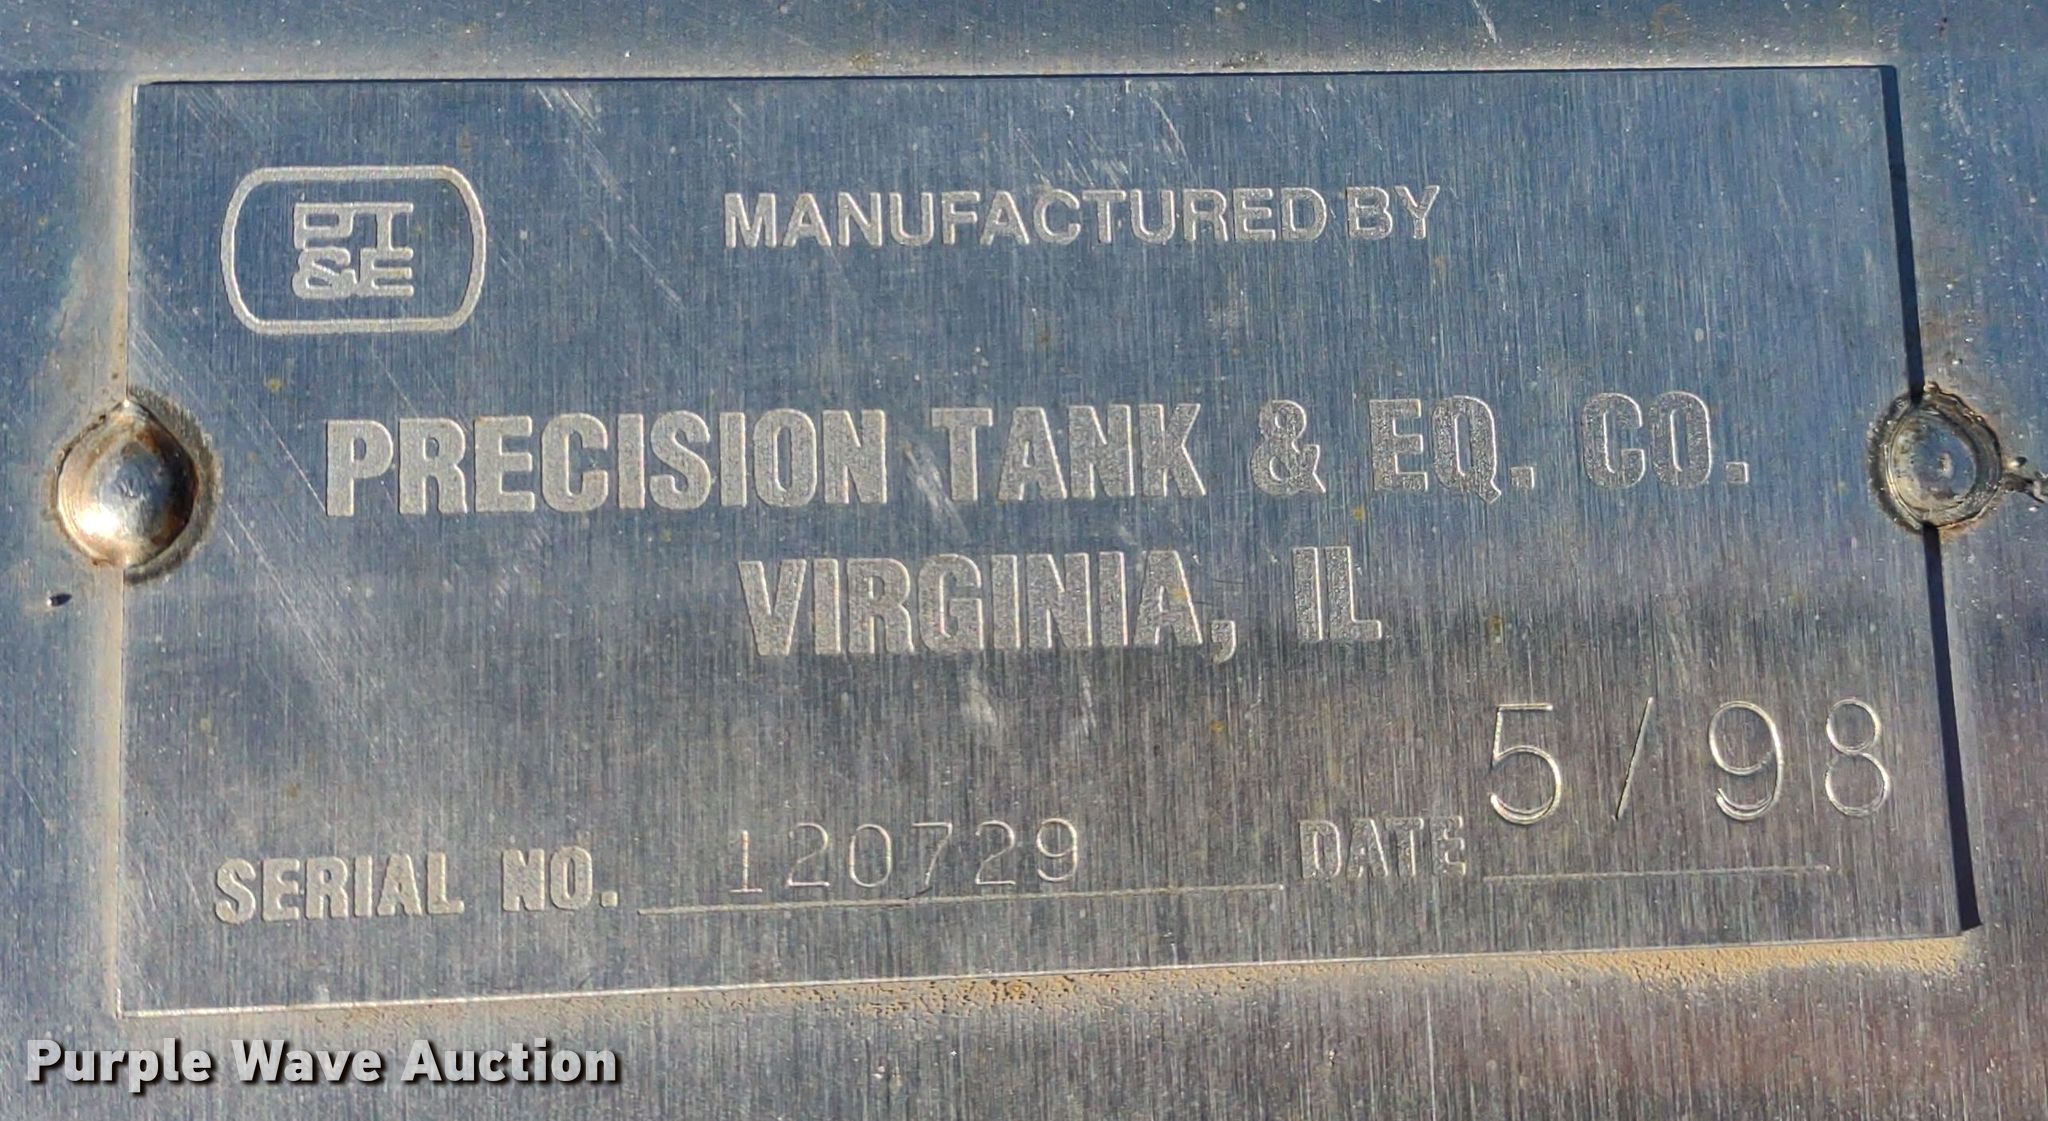 PT
&E
MANUFACTURED BY
PRECISION TANK & EQ. CO.
VIRGINIA, IL
SERIAL NO. 120729 DATE 5/98
Purple Wave Auction